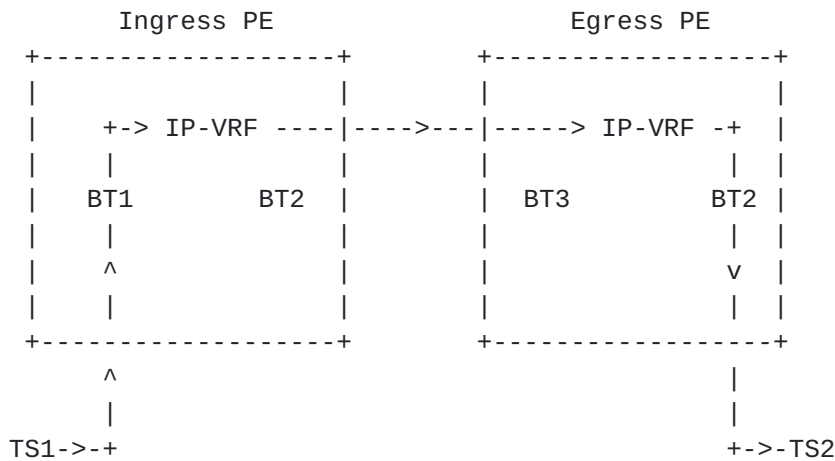 Ingress PE Egress PE
+-------------------+ +------------------+
| | | |
| +-> IP-VRF ----|---->---|-----> IP-VRF -+ |
| | | | | |
| BT1 BT2 | | BT3 BT2 |
| | | | | |
| ^ | | v |
| | | | | |
+-------------------+ +------------------+
^ |
| |
TS1->-+ +->-TS2